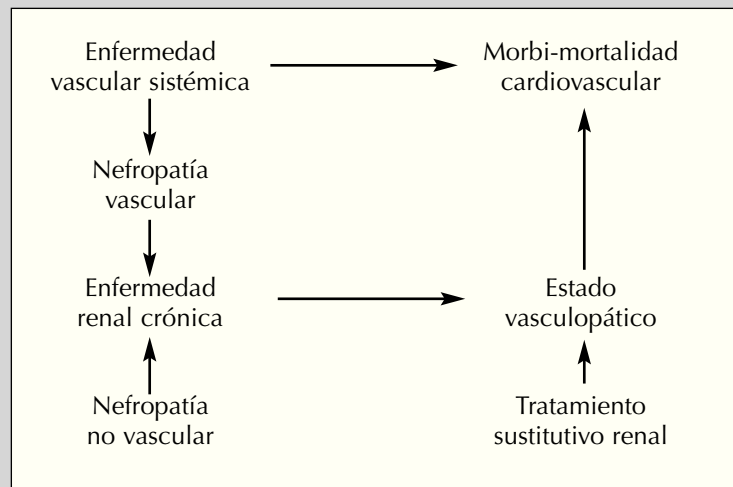 Enfermedad
vascular sistémica
Morbi-mortalidad
cardiovascular
Nefropatía
vascular
Enfermedad
renal crónica
Estado
vasculopático
Nefropatía
no vascular
Tratamiento
sustitutivo renal